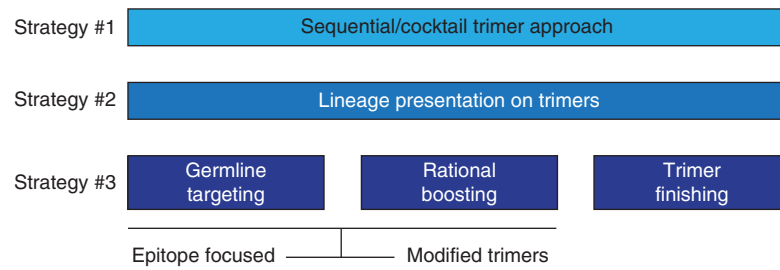 Strategy #1
Sequential/cocktail trimer approach
Strategy #2
Lineage presentation on trimers
Strategy #3
Germline
targeting
Rational
boosting
Trimer
finishing
Epitope focused
Modified trimers